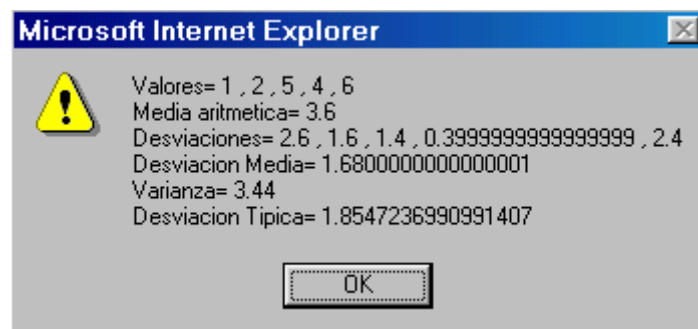 Microsoft Internet Explorer
Valores= 1 , 2 , 5 , 4 , 6
Media aritmetica= 3.6
Desviaciones= 2.6 , 1.6 , 1.4 , 0.3999999999999999 , 2.4
Desviacion Media= 1.6800000000000001
Varianza= 3.44
Desviacion Tipica= 1.8547236990991407
OK